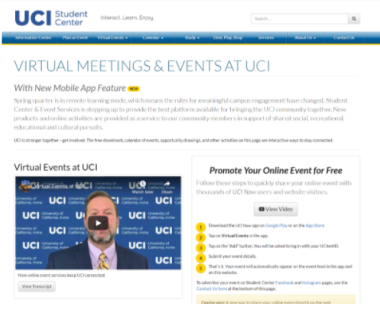 UCI Student Center
Interact. Learn. Enjoy.
Search...
Information Center Plan an Event Virtual Events Calendar Services About Us Contact Us
VIRTUAL MEETINGS & EVENTS AT UCI
With New Mobile App Feature NEW
Spring quarter is in remote learning mode, which means the rules for meaningful campus engagement have changed. Student
Center & Event Services is stepping up to provide the best platform available for bringing the UCI community together. New
products and online activities are provided as a service to our community members in support of shared social, recreational,
educational and cultural pursuits.
UCI is stronger together - get involved. The free downloads, calendar of events, opportunity drawings, and other activities on this page are interactive ways to stay connected.
Virtual Events at UCI
Virtual Events at UCI
Watch later
UCI
New online event services keep UCI connected
View Transcript
Promote Your Online Event for Free
Follow these steps to quickly share your online event with
thousands of UCI Now users and website visitors.
View Video
1 Download the UCI Now app on Google Play or on the App Store.
2 Tap on Virtual Events in the app.
3 Tap on the "Add" button. You will be asked to log in with your UCInetID.
4 Submit your event details.
5 That's it. Your event will automatically appear on the event feed in the app and
on this website.
To advertise your event on Student Center Facebook and Instagram pages, use the
Contact Us form at the bottom of this page.